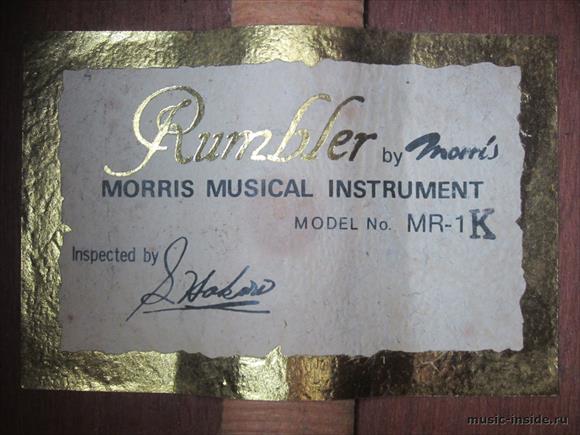 Rumbler by Morris
MORRIS MUSICAL INSTRUMENT
MODEL No. MR-1K
Inspected by
music-inside.ru